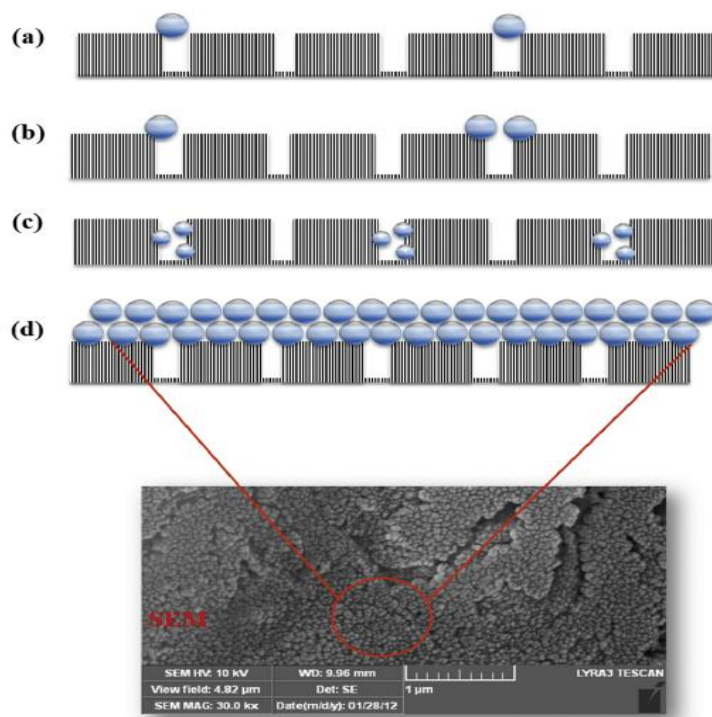 (a)
(b)
(c)
(d)
SEM
SEM HV: 10 kV WD: 9.96 mm LYRA3 TESCAN
View field: 4.82 µm Det: SE 1 µm
SEM MAG: 30.0 kx Date(m/d/y): 01/28/12